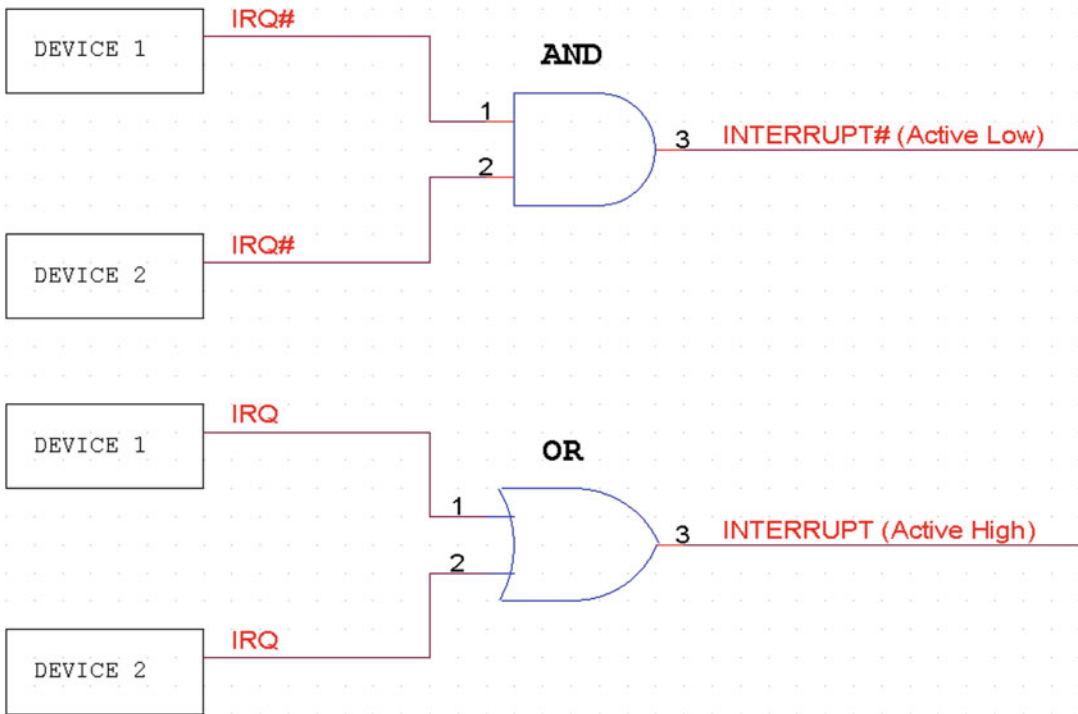 IRQ#
DEVICE 1
AND
1
3
INTERRUPT# (Active Low)
2
IRQ#
DEVICE 2
IRQ
DEVICE 1
OR
1
3
INTERRUPT (Active High)
2
IRQ
DEVICE 2